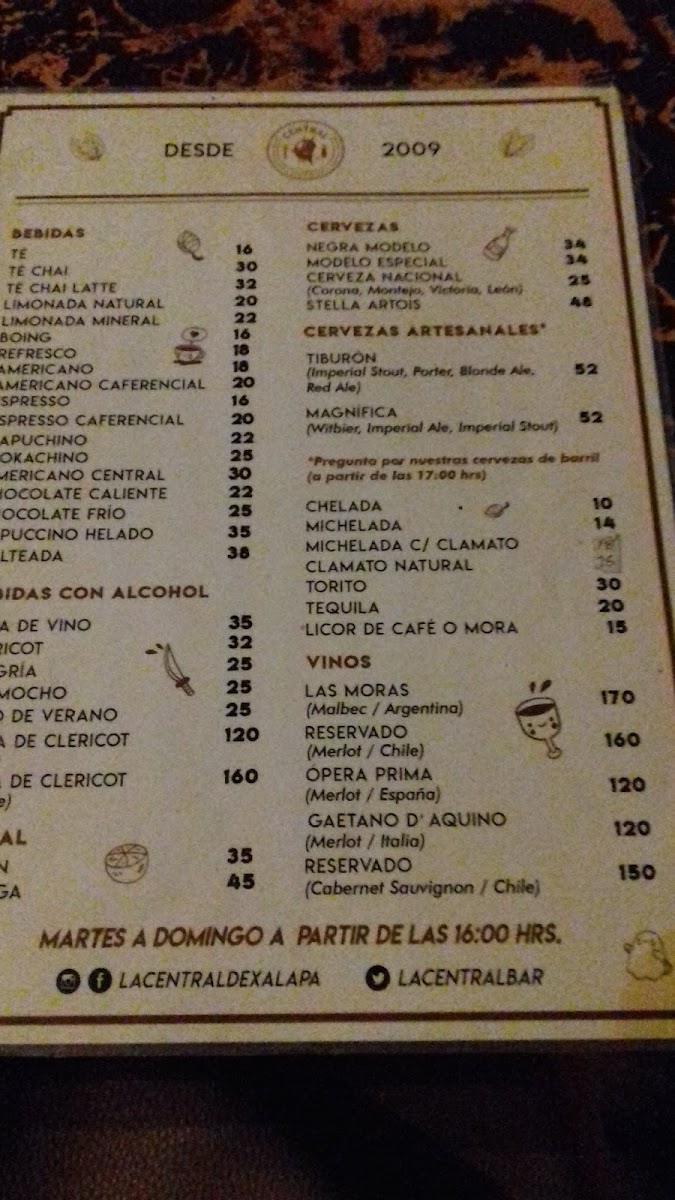 DESDE
CENTRAL
2009
BEBIDAS
TÉ 16
TÉ CHAI 30
TÉ CHAI LATTE 32
LIMONADA NATURAL 20
LIMONADA MINERAL 22
BOING 16
REFRESCO 18
AMERICANO 18
AMERICANO CAFERENCIAL 20
SPRESSO 16
SPRESSO CAFERENCIAL 20
APUCHINO 22
OKACHINO 25
MERICANO CENTRAL 30
HOCOLATE CALIENTE 22
OCOLATE FRÍO 25
PUCCINO HELADO 35
LTEADA 38
BIDAS CON ALCOHOL
A DE VINO 35
RICOT 32
GRÍA 25
MOCHO 25
O DE VERANO 25
A DE CLERICOT 120
A DE CLERICOT 160
e)
AL
N 35
GA 45
CERVEZAS
NEGRA MODELO 34
MODELO ESPECIAL 34
CERVEZA NACIONAL 25
(Corona, Montejo, Victoria, León)
STELLA ARTOIS 48
CERVEZAS ARTESANALES*
TIBURÓN 52
(Imperial Stout, Porter, Blonde Ale,
Red Ale)
MAGNÍFICA 52
(Witbier, Imperial Ale, Imperial Stout)
*Pregunta por nuestras cervezas de barril
(a partir de las 17:00 hrs)
CHELADA 10
MICHELADA 14
MICHELADA C/ CLAMATO
CLAMATO NATURAL
TORITO 30
TEQUILA 20
LICOR DE CAFÉ O MORA 15
VINOS
LAS MORAS 170
(Malbec / Argentina)
RESERVADO 160
(Merlot / Chile)
ÓPERA PRIMA 120
(Merlot / España)
GAETANO D' AQUINO 120
(Merlot / Italia)
RESERVADO 150
(Cabernet Sauvignon / Chile)
MARTES A DOMINGO A PARTIR DE LAS 16:00 HRS.
LACENTRALDEXALAPA LACENTRALBAR